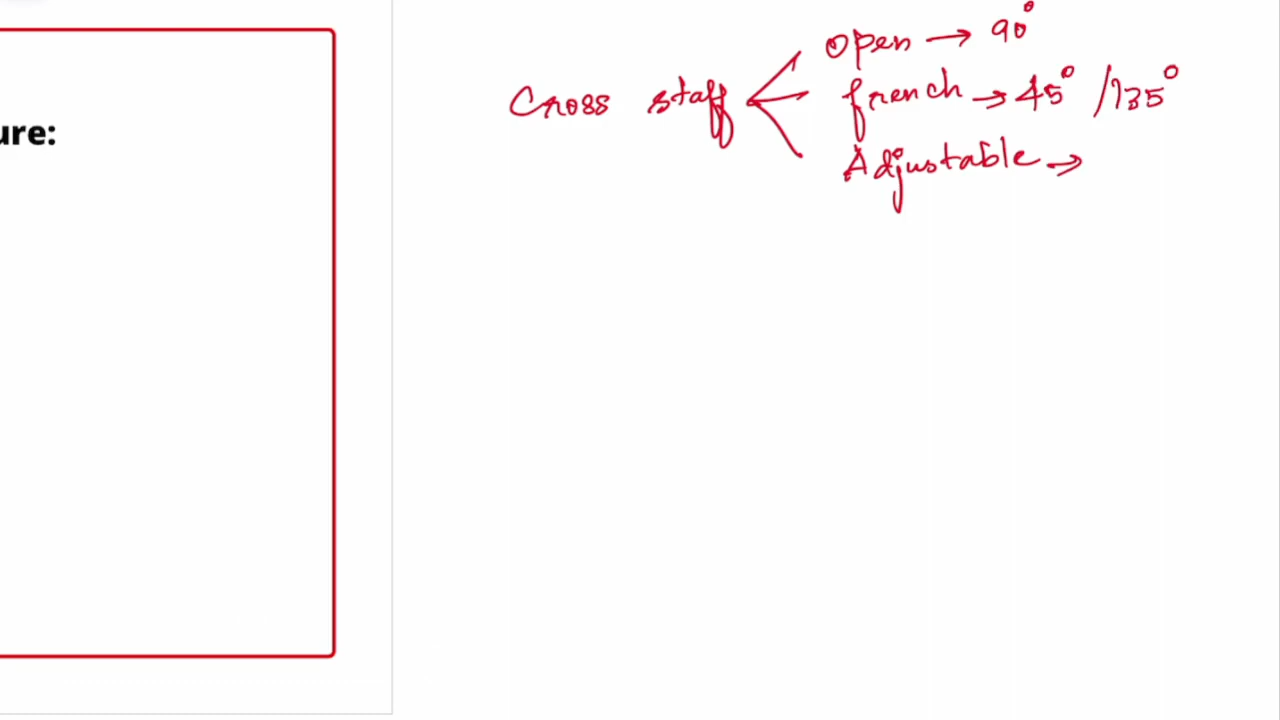 ure:
Cross staff
Open → 90°
french → 45° /135°
Adjustable →